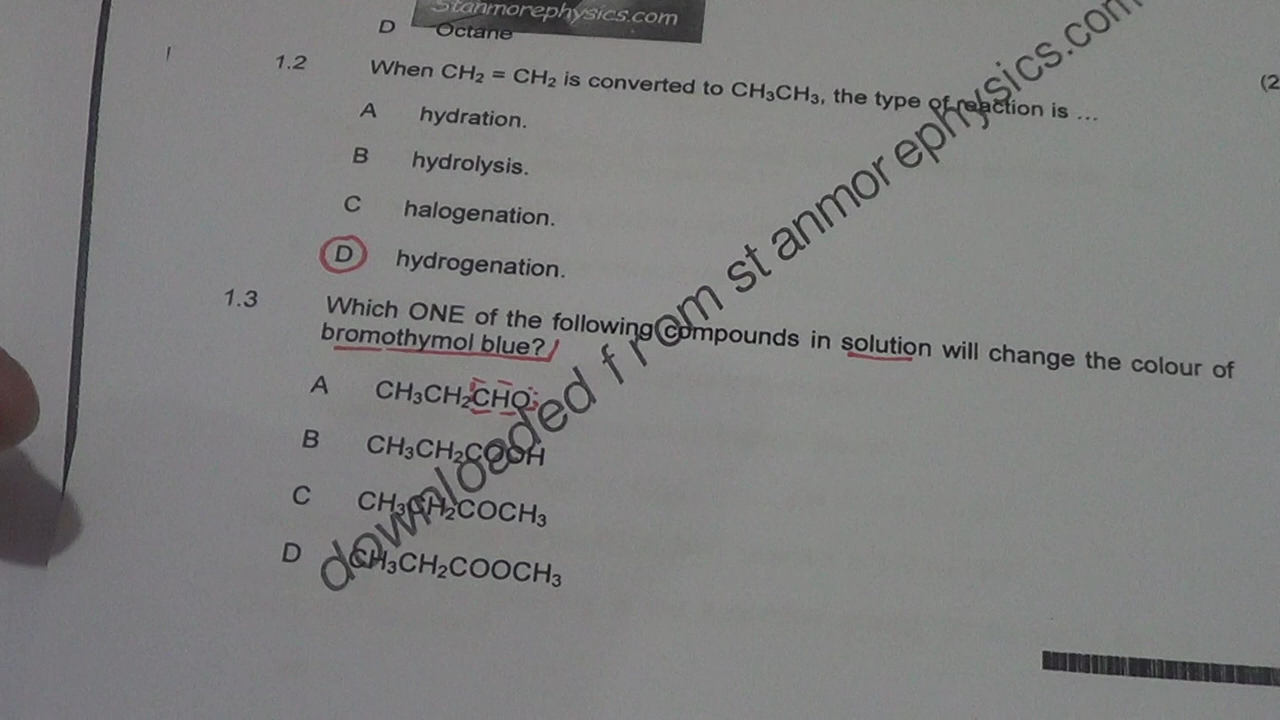 Stanmorephysics.com
D Octane
1.2 When CH₂ = CH₂ is converted to CH₃CH₃, the type of reaction is ...
(2
A hydration.
B hydrolysis.
C halogenation.
D hydrogenation.
1.3 Which ONE of the following compounds in solution will change the colour of
bromothymol blue?
A CH₃CH₂CHO
B CH₃CH₂COOH
C CH₃CH₂COCH₃
D CH₃CH₂COOCH₃
downloaded from stanmorephysics.com